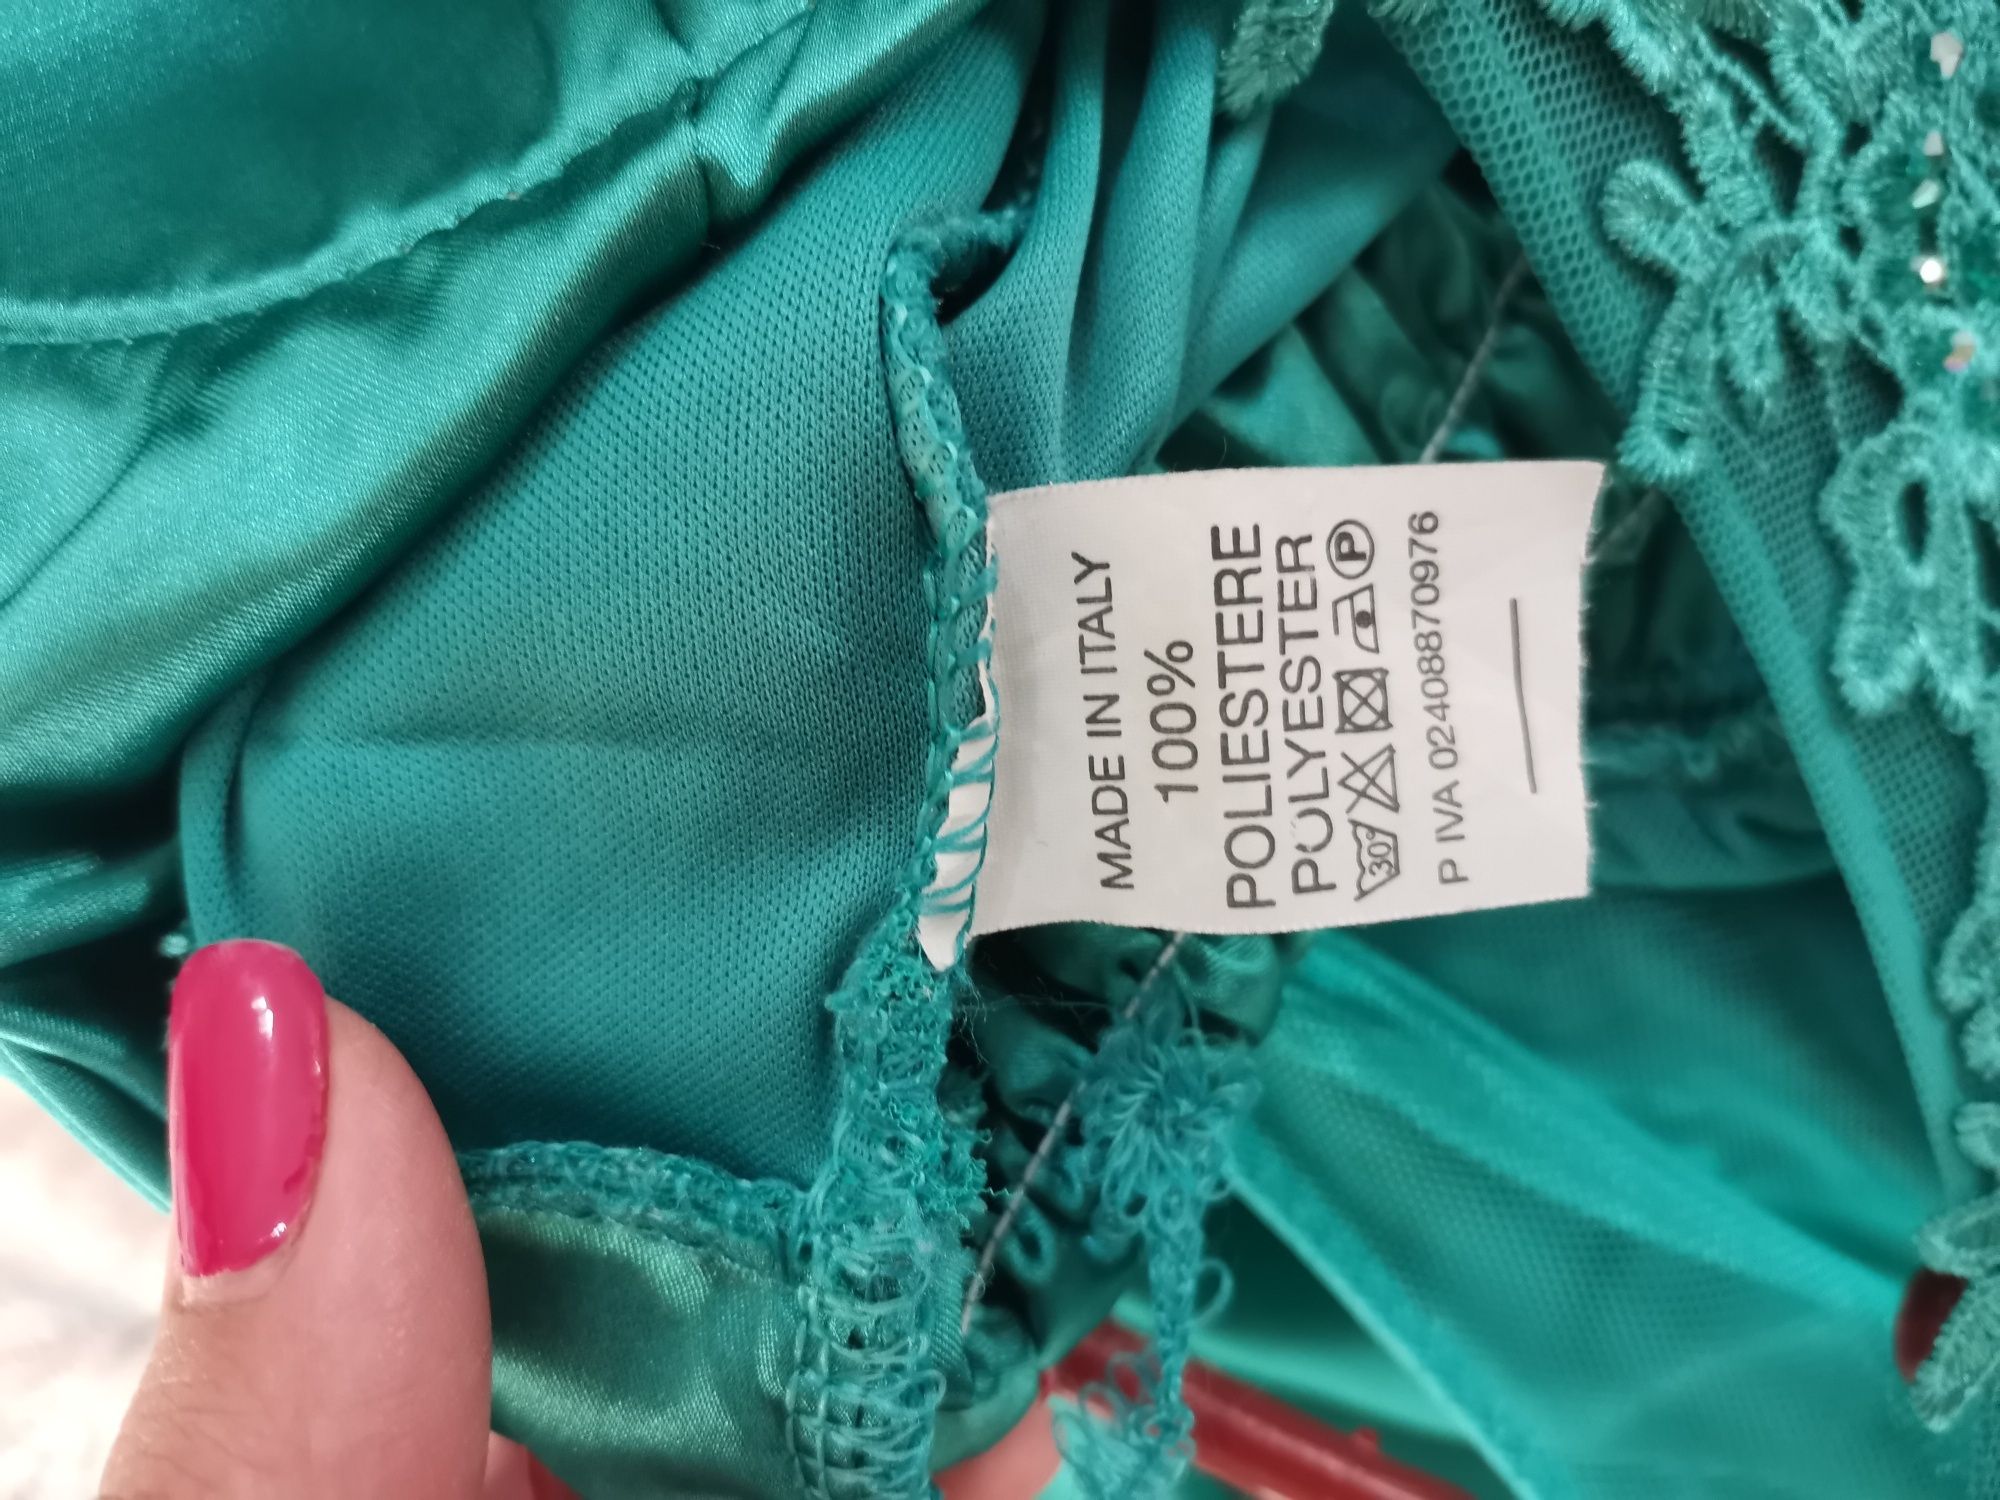 MADE IN ITALY
100%
POLIESTERE
POLYESTER
30° P
P IVA 02408870976